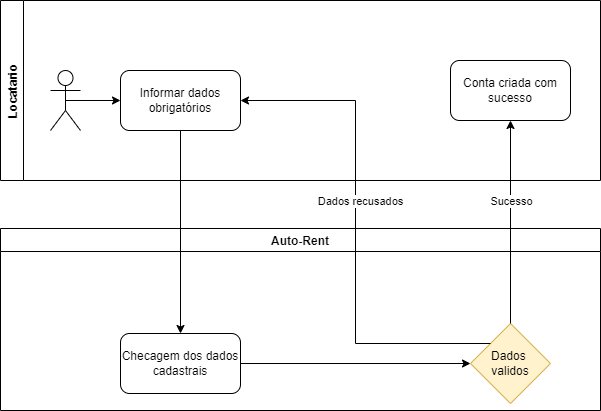 Locatario
Informar dados
obrigatórios
Conta criada com
sucesso
Dados recusados
Sucesso
Auto-Rent
Checagem dos dados
cadastrais
Dados
validos